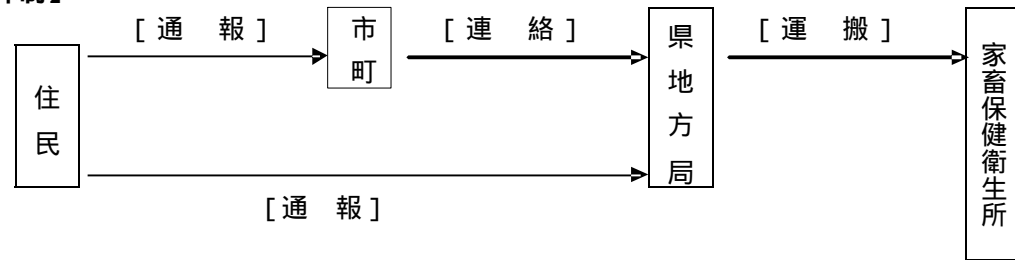 [通 報]
市町
[連 絡]
県地方局
[運 搬]
家畜保健衛生所
住民
[通 報]